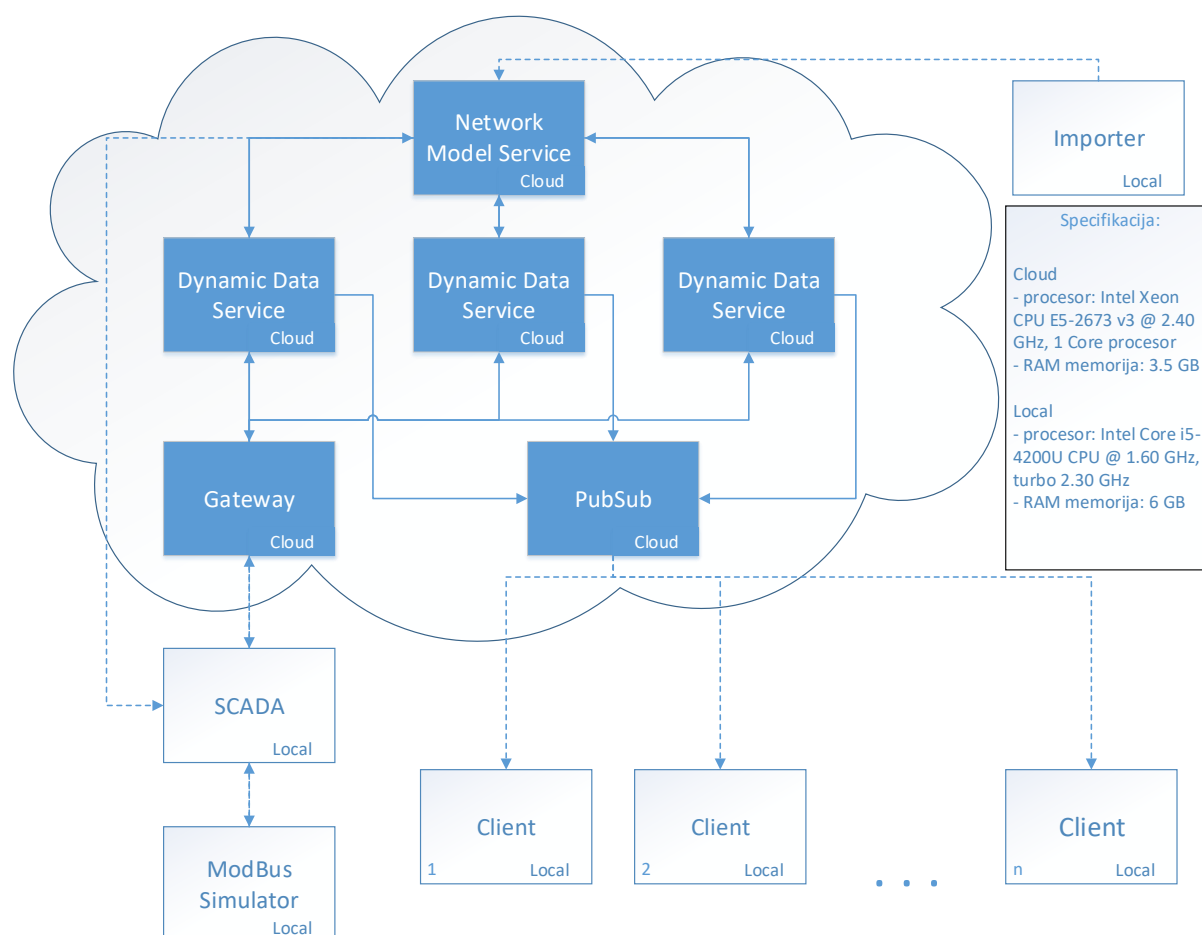 Network
Model Service
Cloud
Importer
Local
Specifikacija:
Cloud
- procesor: Intel Xeon
CPU E5-2673 v3 @ 2.40
GHz, 1 Core procesor
- RAM memorija: 3.5 GB
Local
- procesor: Intel Core i5-
4200U CPU @ 1.60 GHz,
turbo 2.30 GHz
- RAM memorija: 6 GB
Dynamic Data
Service
Cloud
Dynamic Data
Service
Cloud
Dynamic Data
Service
Cloud
Gateway
Cloud
PubSub
Cloud
SCADA
Local
ModBus
Simulator
Local
Client
1 Local
Client
2 Local
. . .
Client
n Local